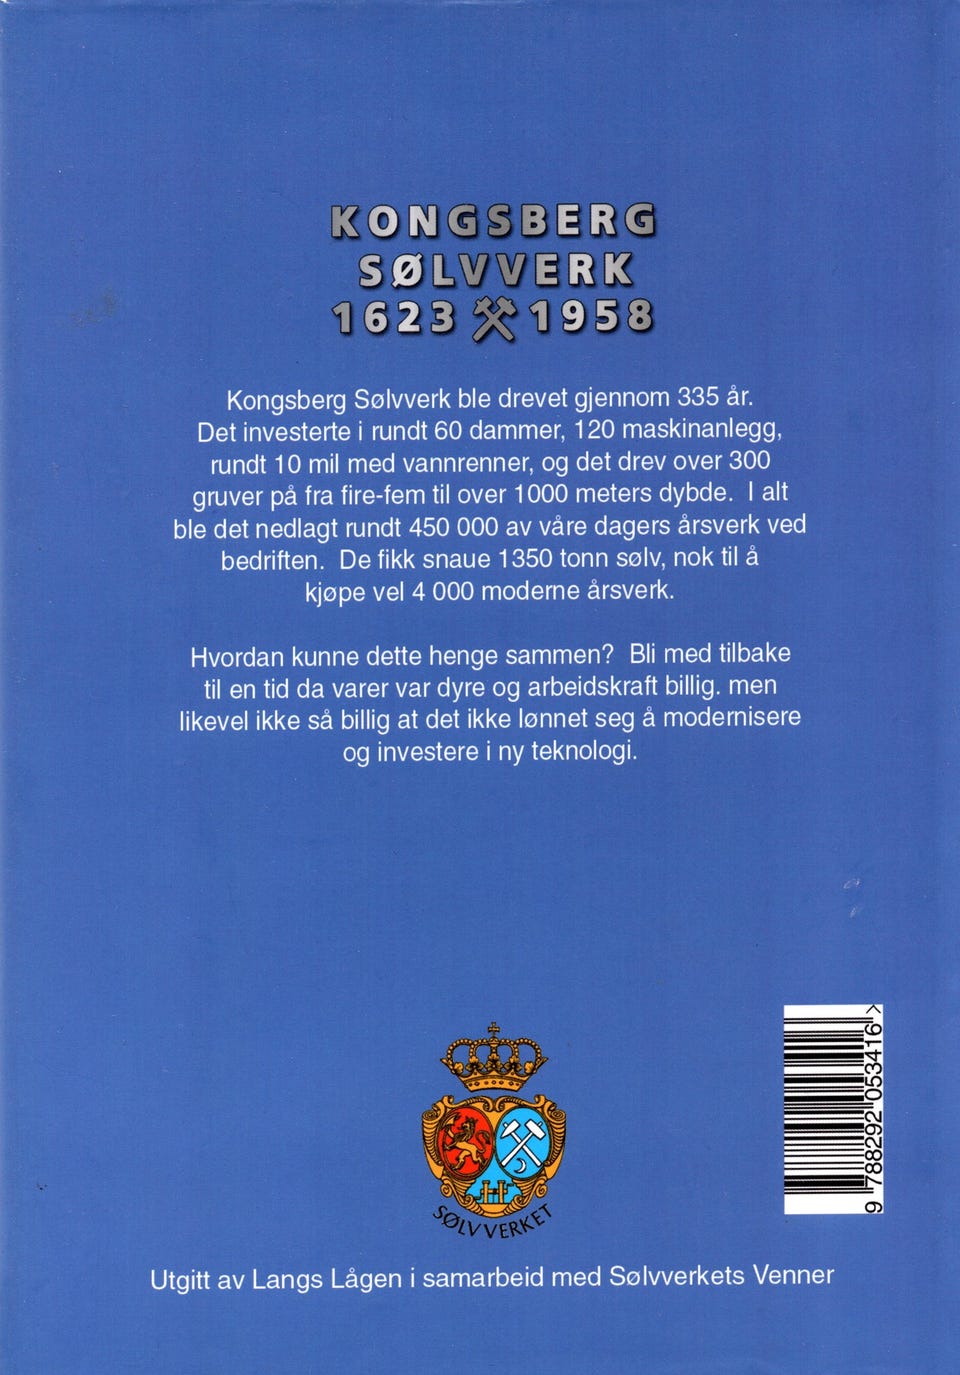 KONGSBERG
SØLVVERK
1623 1958
Kongsberg Sølvverk ble drevet gjennom 335 år.
Det investerte i rundt 60 dammer, 120 maskinanlegg,
rundt 10 mil med vannrenner, og det drev over 300
gruver på fra fire-fem til over 1000 meters dybde. I alt
ble det nedlagt rundt 450 000 av våre dagers årsverk ved
bedriften. De fikk snaue 1350 tonn sølv, nok til å
kjøpe vel 4 000 moderne årsverk.
Hvordan kunne dette henge sammen? Bli med tilbake
til en tid da varer var dyre og arbeidskraft billig. men
likevel ikke så billig at det ikke lønnet seg å modernisere
og investere i ny teknologi.
9 788292 053416 >
SØLVVERKET
Utgitt av Langs Lågen i samarbeid med Sølvverkets Venner